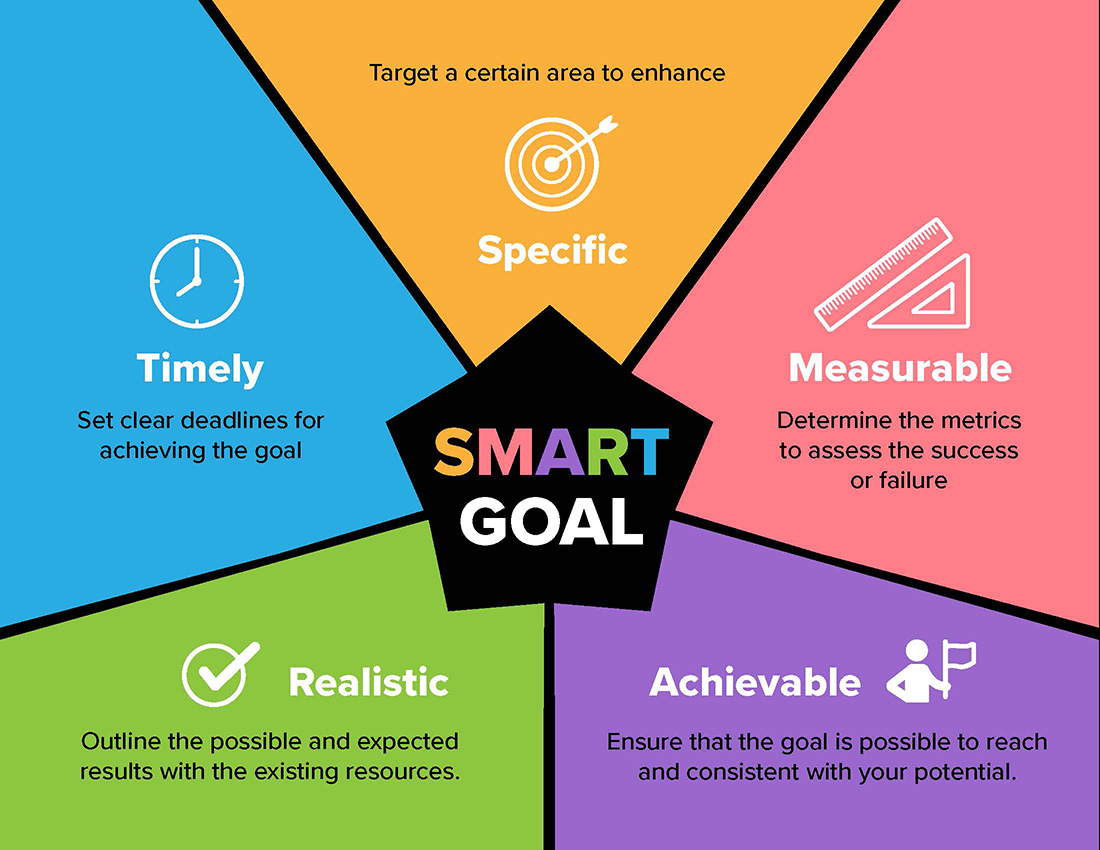 Target a certain area to enhance
Specific
Measurable
Determine the metrics
to assess the success
or failure
Achievable
Ensure that the goal is possible to reach
and consistent with your potential.
Realistic
Outline the possible and expected
results with the existing resources.
Timely
Set clear deadlines for
achieving the goal
SMART
GOAL